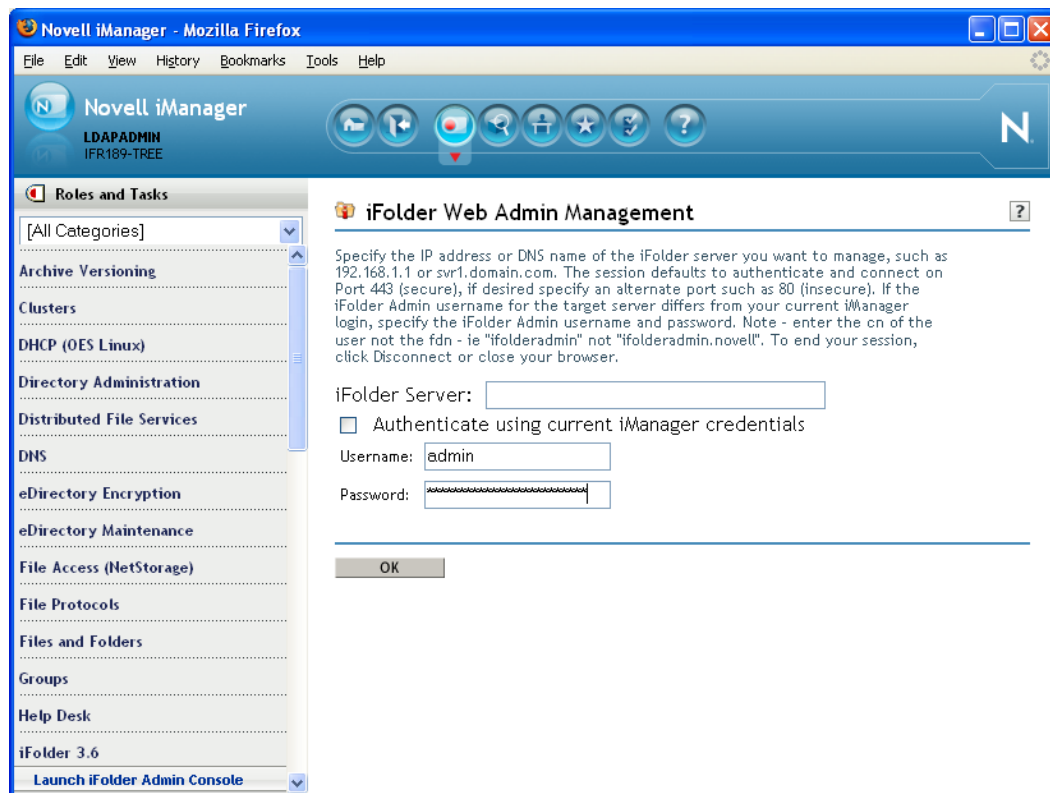 Novell iManager - Mozilla Firefox
File Edit View History Bookmarks Tools Help
N
Novell iManager
LDAPADMIN
IFR189-TREE
?
N
Roles and Tasks
[All Categories]
Archive Versioning
Clusters
DHCP (OES Linux)
Directory Administration
Distributed File Services
DNS
eDirectory Encryption
eDirectory Maintenance
File Access (NetStorage)
File Protocols
Files and Folders
Groups
Help Desk
iFolder 3.6
Launch iFolder Admin Console
iFolder Web Admin Management
?
Specify the IP address or DNS name of the iFolder server you want to manage, such as
192.168.1.1 or svr1.domain.com. The session defaults to authenticate and connect on
Port 443 (secure), if desired specify an alternate port such as 80 (insecure). If the
iFolder Admin username for the target server differs from your current iManager
login, specify the iFolder Admin username and password. Note - enter the cn of the
user not the fdn - ie "ifolderadmin" not "ifolderadmin.novell". To end your session,
click Disconnect or close your browser.
iFolder Server:
Authenticate using current iManager credentials
Username: admin
Password:
OK